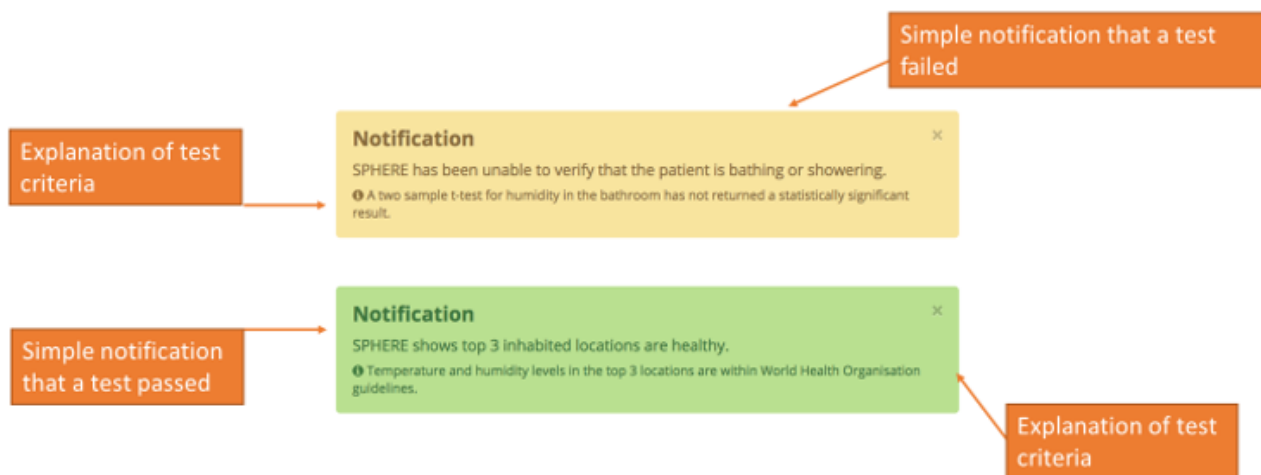 Simple notification that a test
failed
Explanation of test
criteria
Notification
×
SPHERE has been unable to verify that the patient is bathing or showering.
A two sample t-test for humidity in the bathroom has not returned a statistically significant
result.
Simple notification
that a test passed
Notification
×
SPHERE shows top 3 inhabited locations are healthy.
Temperature and humidity levels in the top 3 locations are within World Health Organisation
guidelines.
Explanation of test
criteria